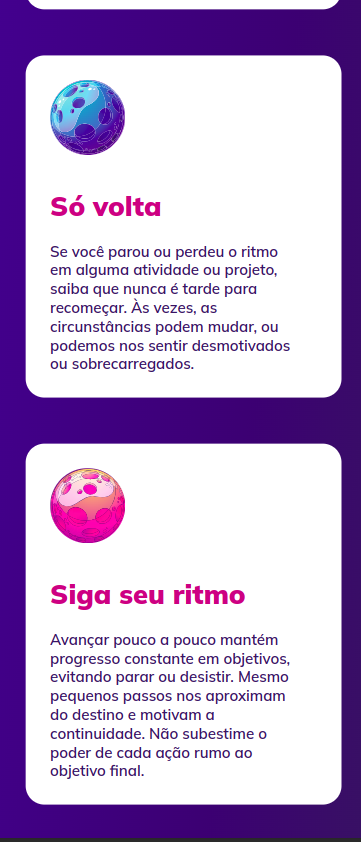 Só volta
Se você parou ou perdeu o ritmo
em alguma atividade ou projeto,
saiba que nunca é tarde para
recomeçar. Às vezes, as
circunstâncias podem mudar, ou
podemos nos sentir desmotivados
ou sobrecarregados.
Siga seu ritmo
Avançar pouco a pouco mantém
progresso constante em objetivos,
evitando parar ou desistir. Mesmo
pequenos passos nos aproximam
do destino e motivam a
continuidade. Não subestime o
poder de cada ação rumo ao
objetivo final.